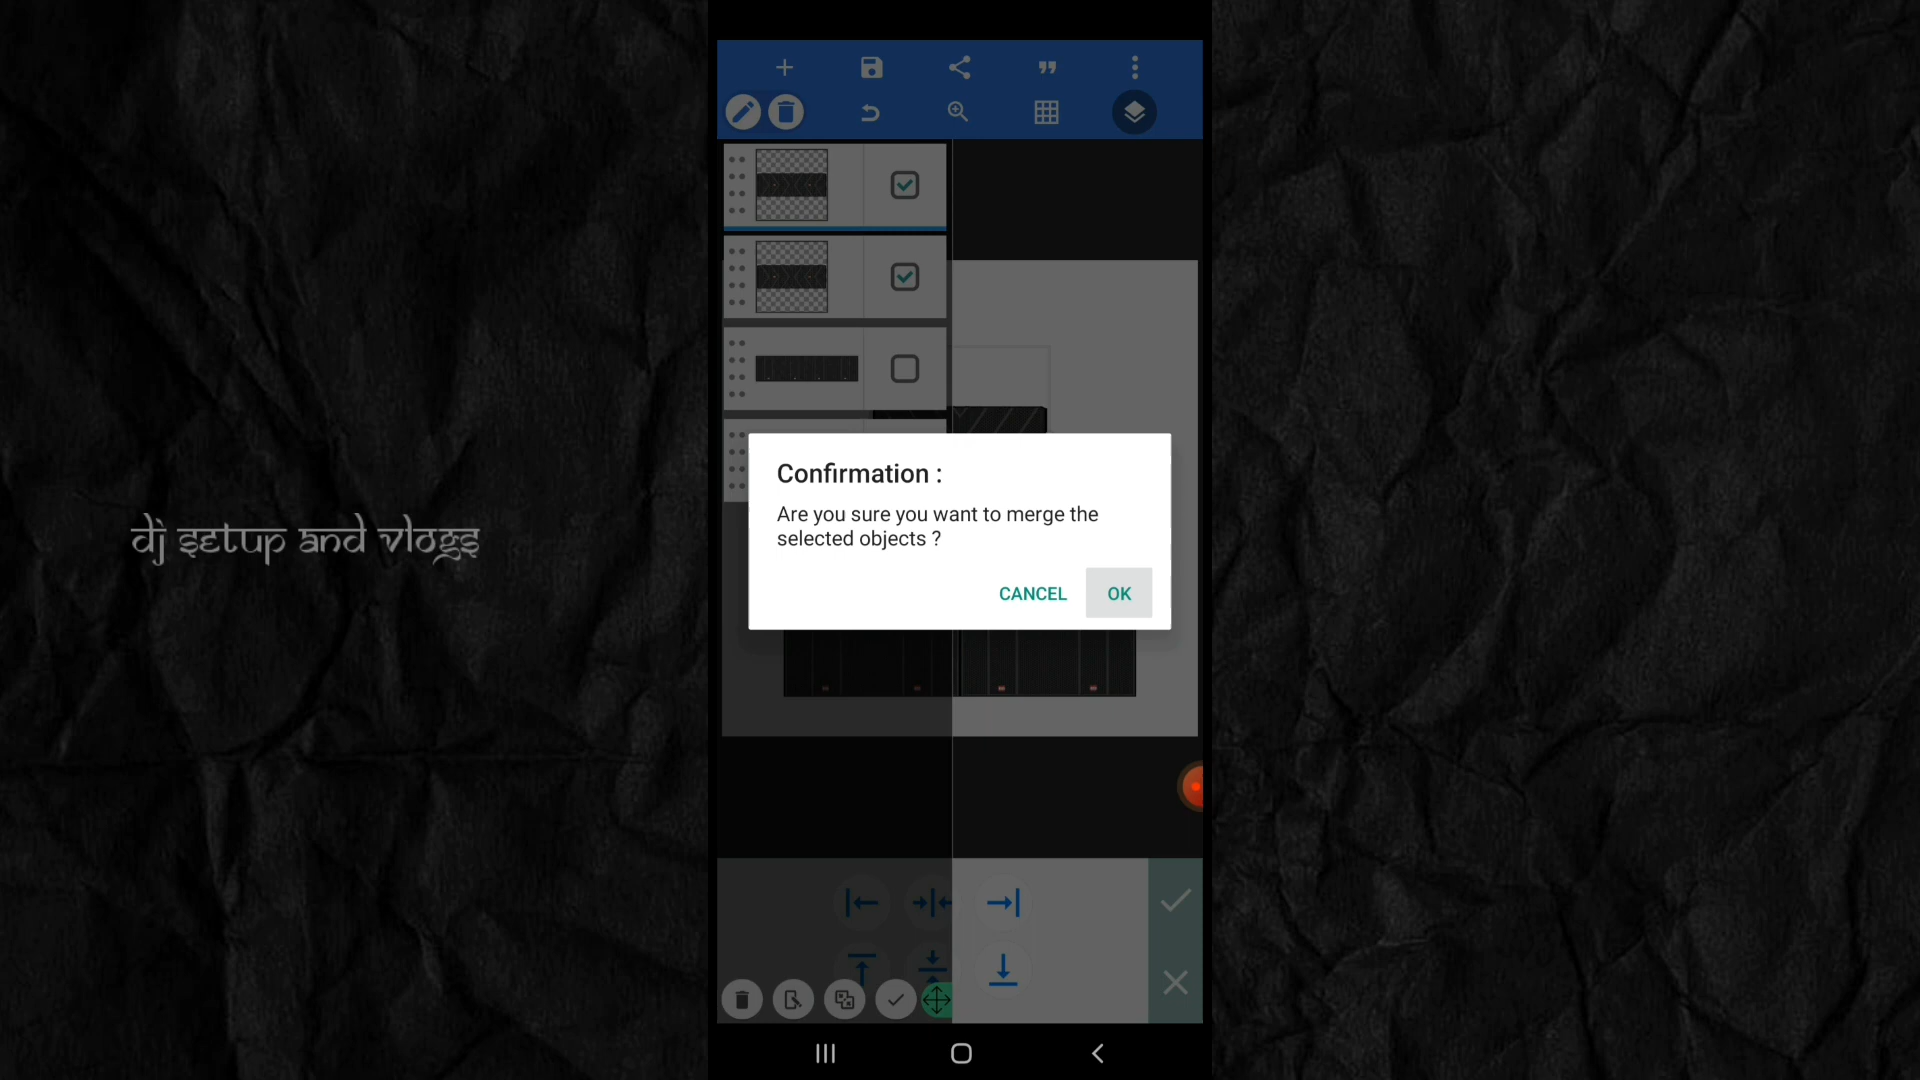 Confirmation :
Are you sure you want to merge the
selected objects ?
CANCEL
OK
dj setup and vlogs